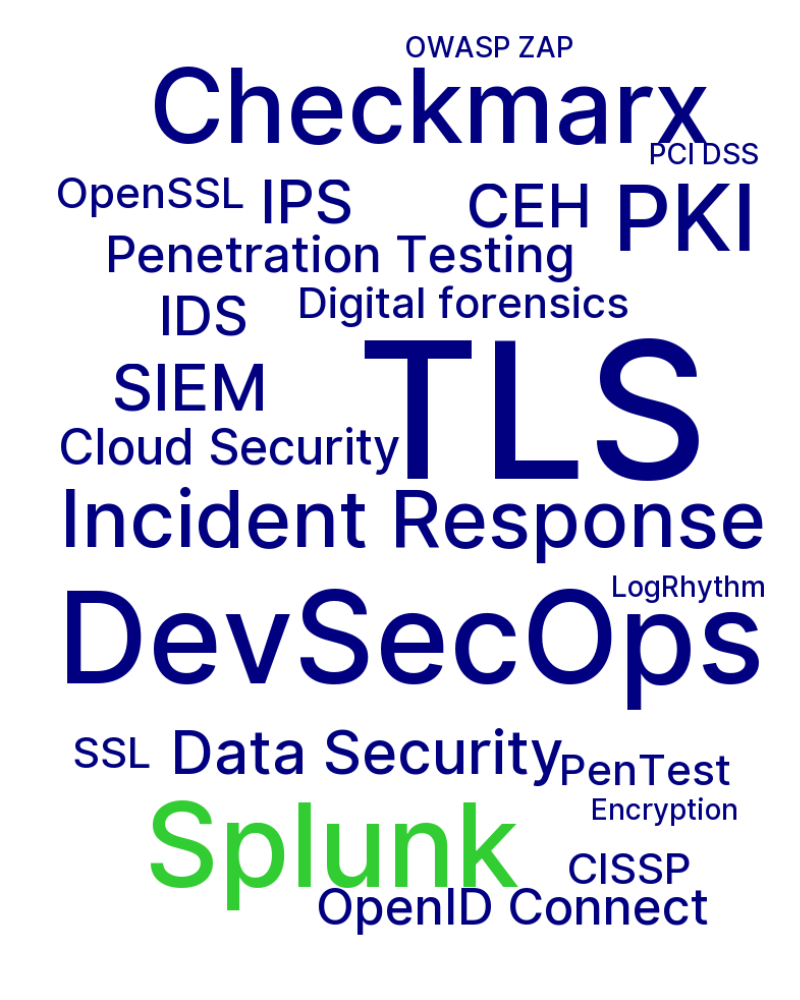 OWASP ZAP
Checkmarx
PCI DSS
OpenSSL IPS CEH PKI
Penetration Testing
IDS Digital forensics
TLS
SIEM
Cloud Security
Incident Response
LogRhythm
DevSecOps
SSL Data Security PenTest
Encryption
Splunk
CISSP
OpenID Connect